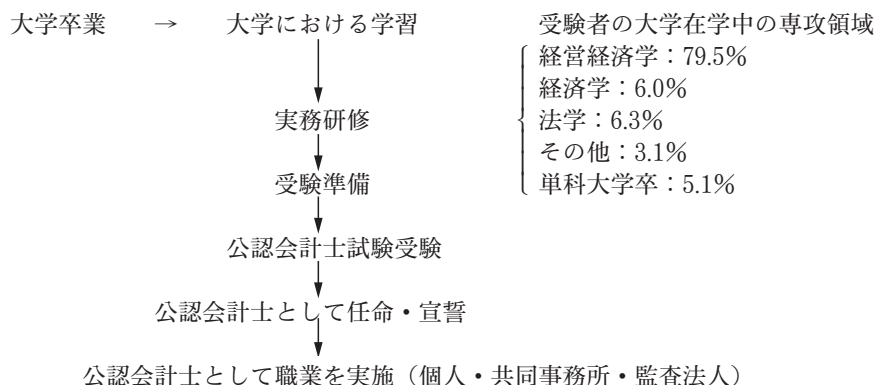 大学卒業 → 大学における学習 受験者の大学在学中の専攻領域
経営経済学：79.5%
経済学：6.0%
実務研修 法学：6.3%
その他：3.1%
受験準備 単科大学卒：5.1%
公認会計士試験受験
公認会計士として任命・宣誓
公認会計士として職業を実施（個人・共同事務所・監査法人）